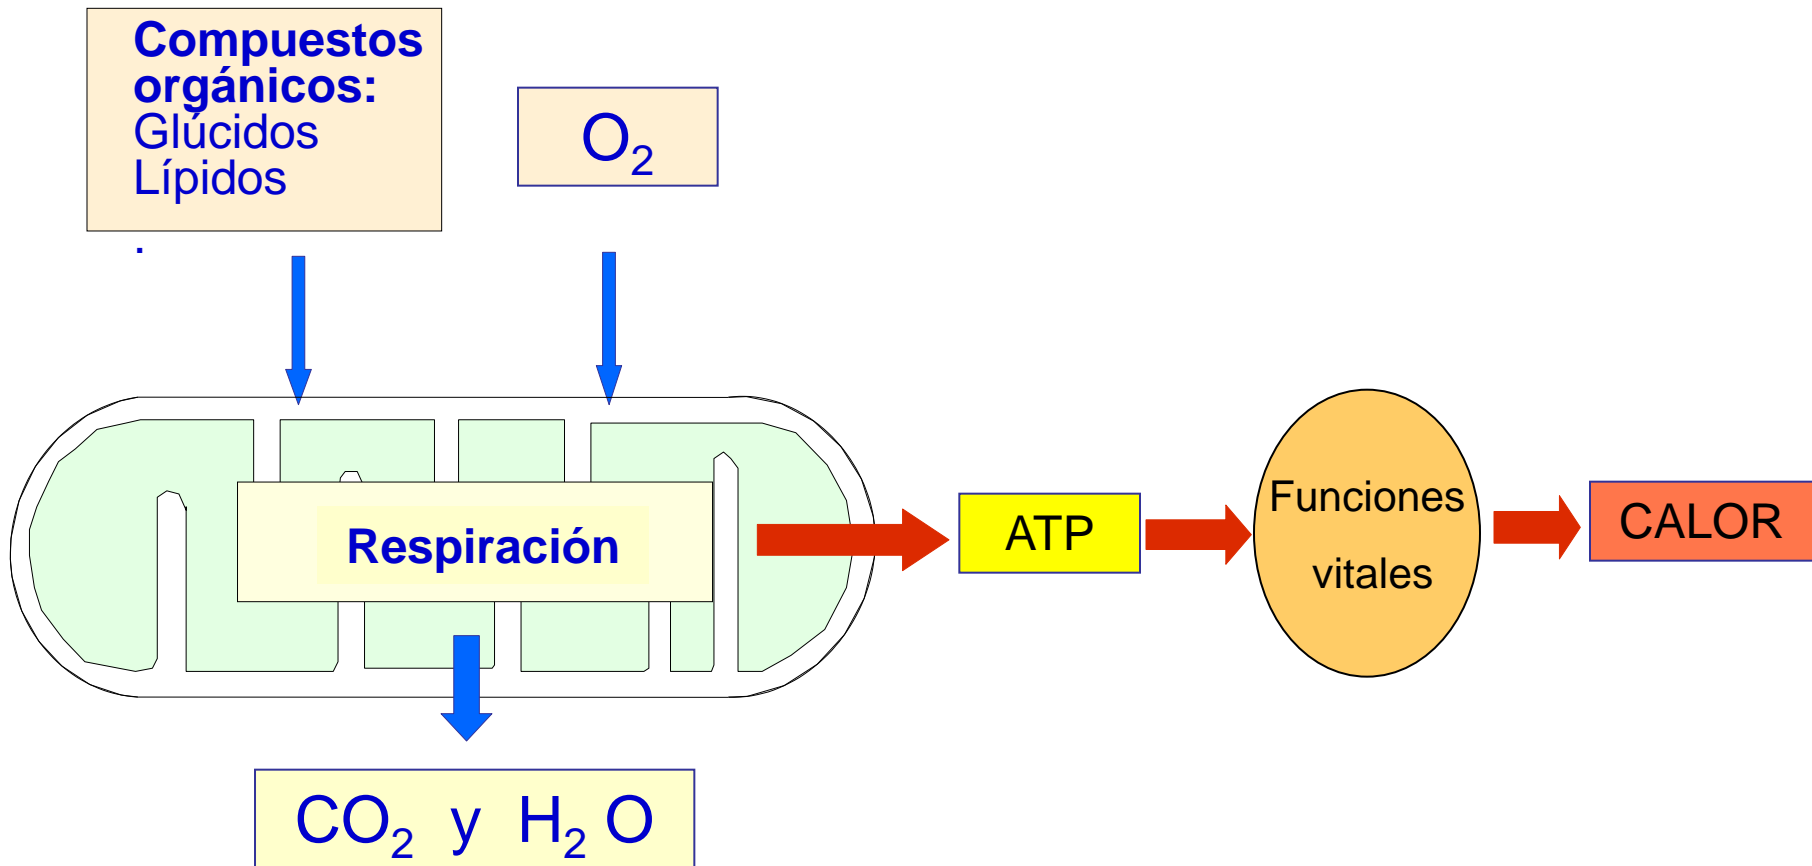 Compuestos
orgánicos:
Glúcidos
Lípidos
.
O₂
Respiración
ATP
Funciones
vitales
CALOR
CO₂ y H₂ O